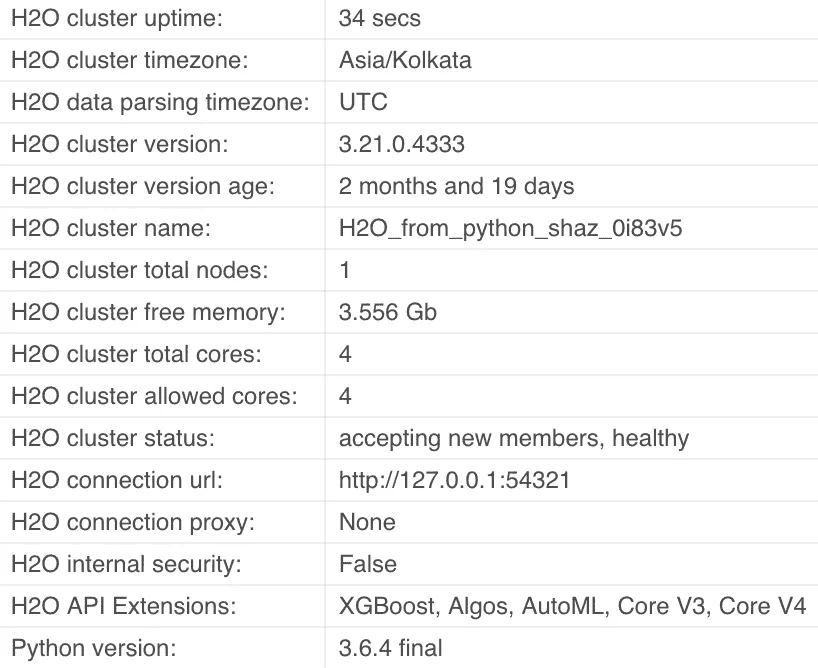 H2O cluster uptime: 34 secs
H2O cluster timezone: Asia/Kolkata
H2O data parsing timezone: UTC
H2O cluster version: 3.21.0.4333
H2O cluster version age: 2 months and 19 days
H2O cluster name: H2O_from_python_shaz_0i83v5
H2O cluster total nodes: 1
H2O cluster free memory: 3.556 Gb
H2O cluster total cores: 4
H2O cluster allowed cores: 4
H2O cluster status: accepting new members, healthy
H2O connection url: http://127.0.0.1:54321
H2O connection proxy: None
H2O internal security: False
H2O API Extensions: XGBoost, Algos, AutoML, Core V3, Core V4
Python version: 3.6.4 final